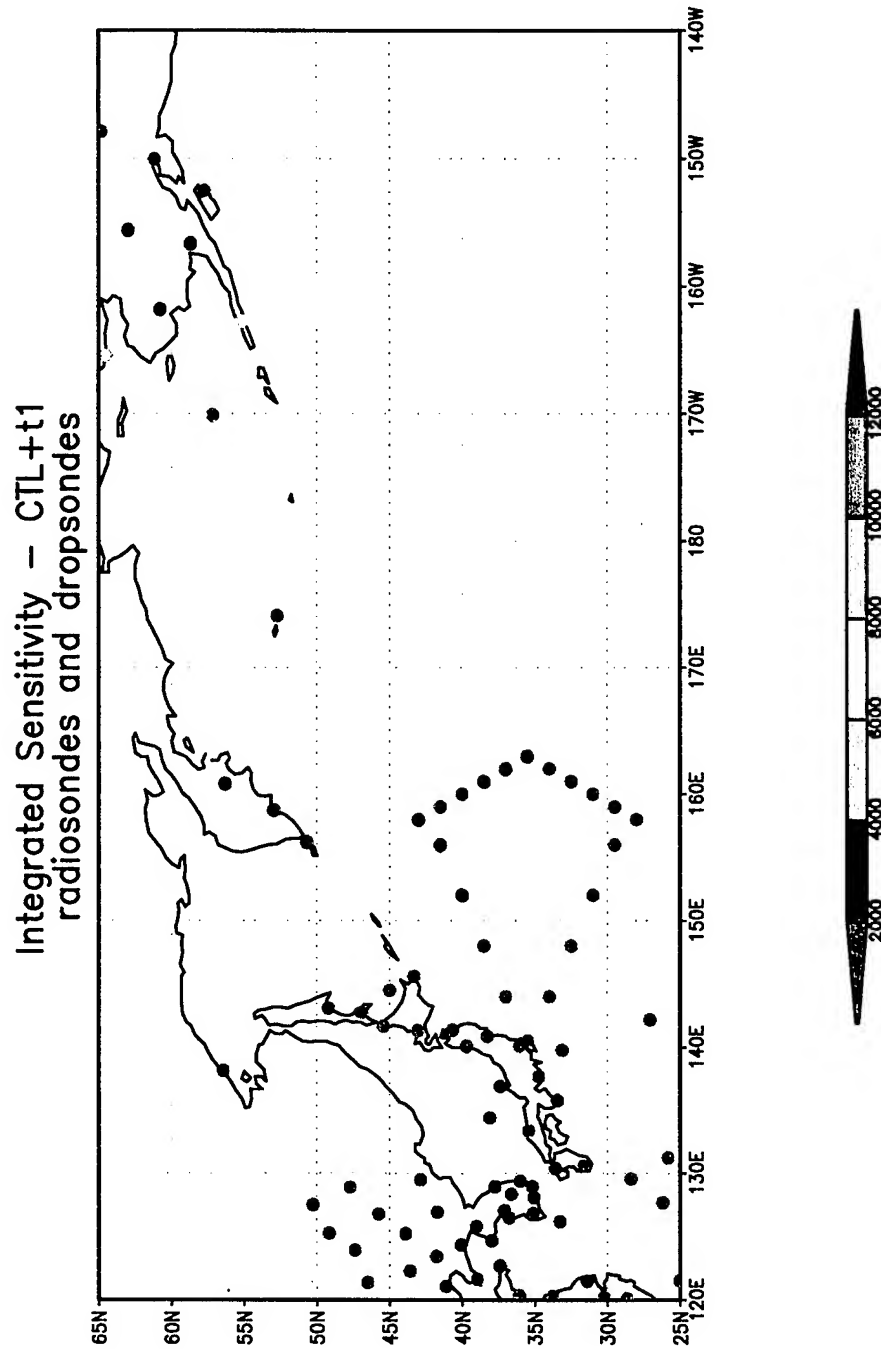 Integrated Sensitivity – CTL+t1
radiosondes and dropsondes
65N
60N
55N
50N
45N
40N
35N
30N
25N
120E
130E
140E
150E
160E
170E
180
170W
160W
150W
140W
2000
4000
6000
8000
10000
12000